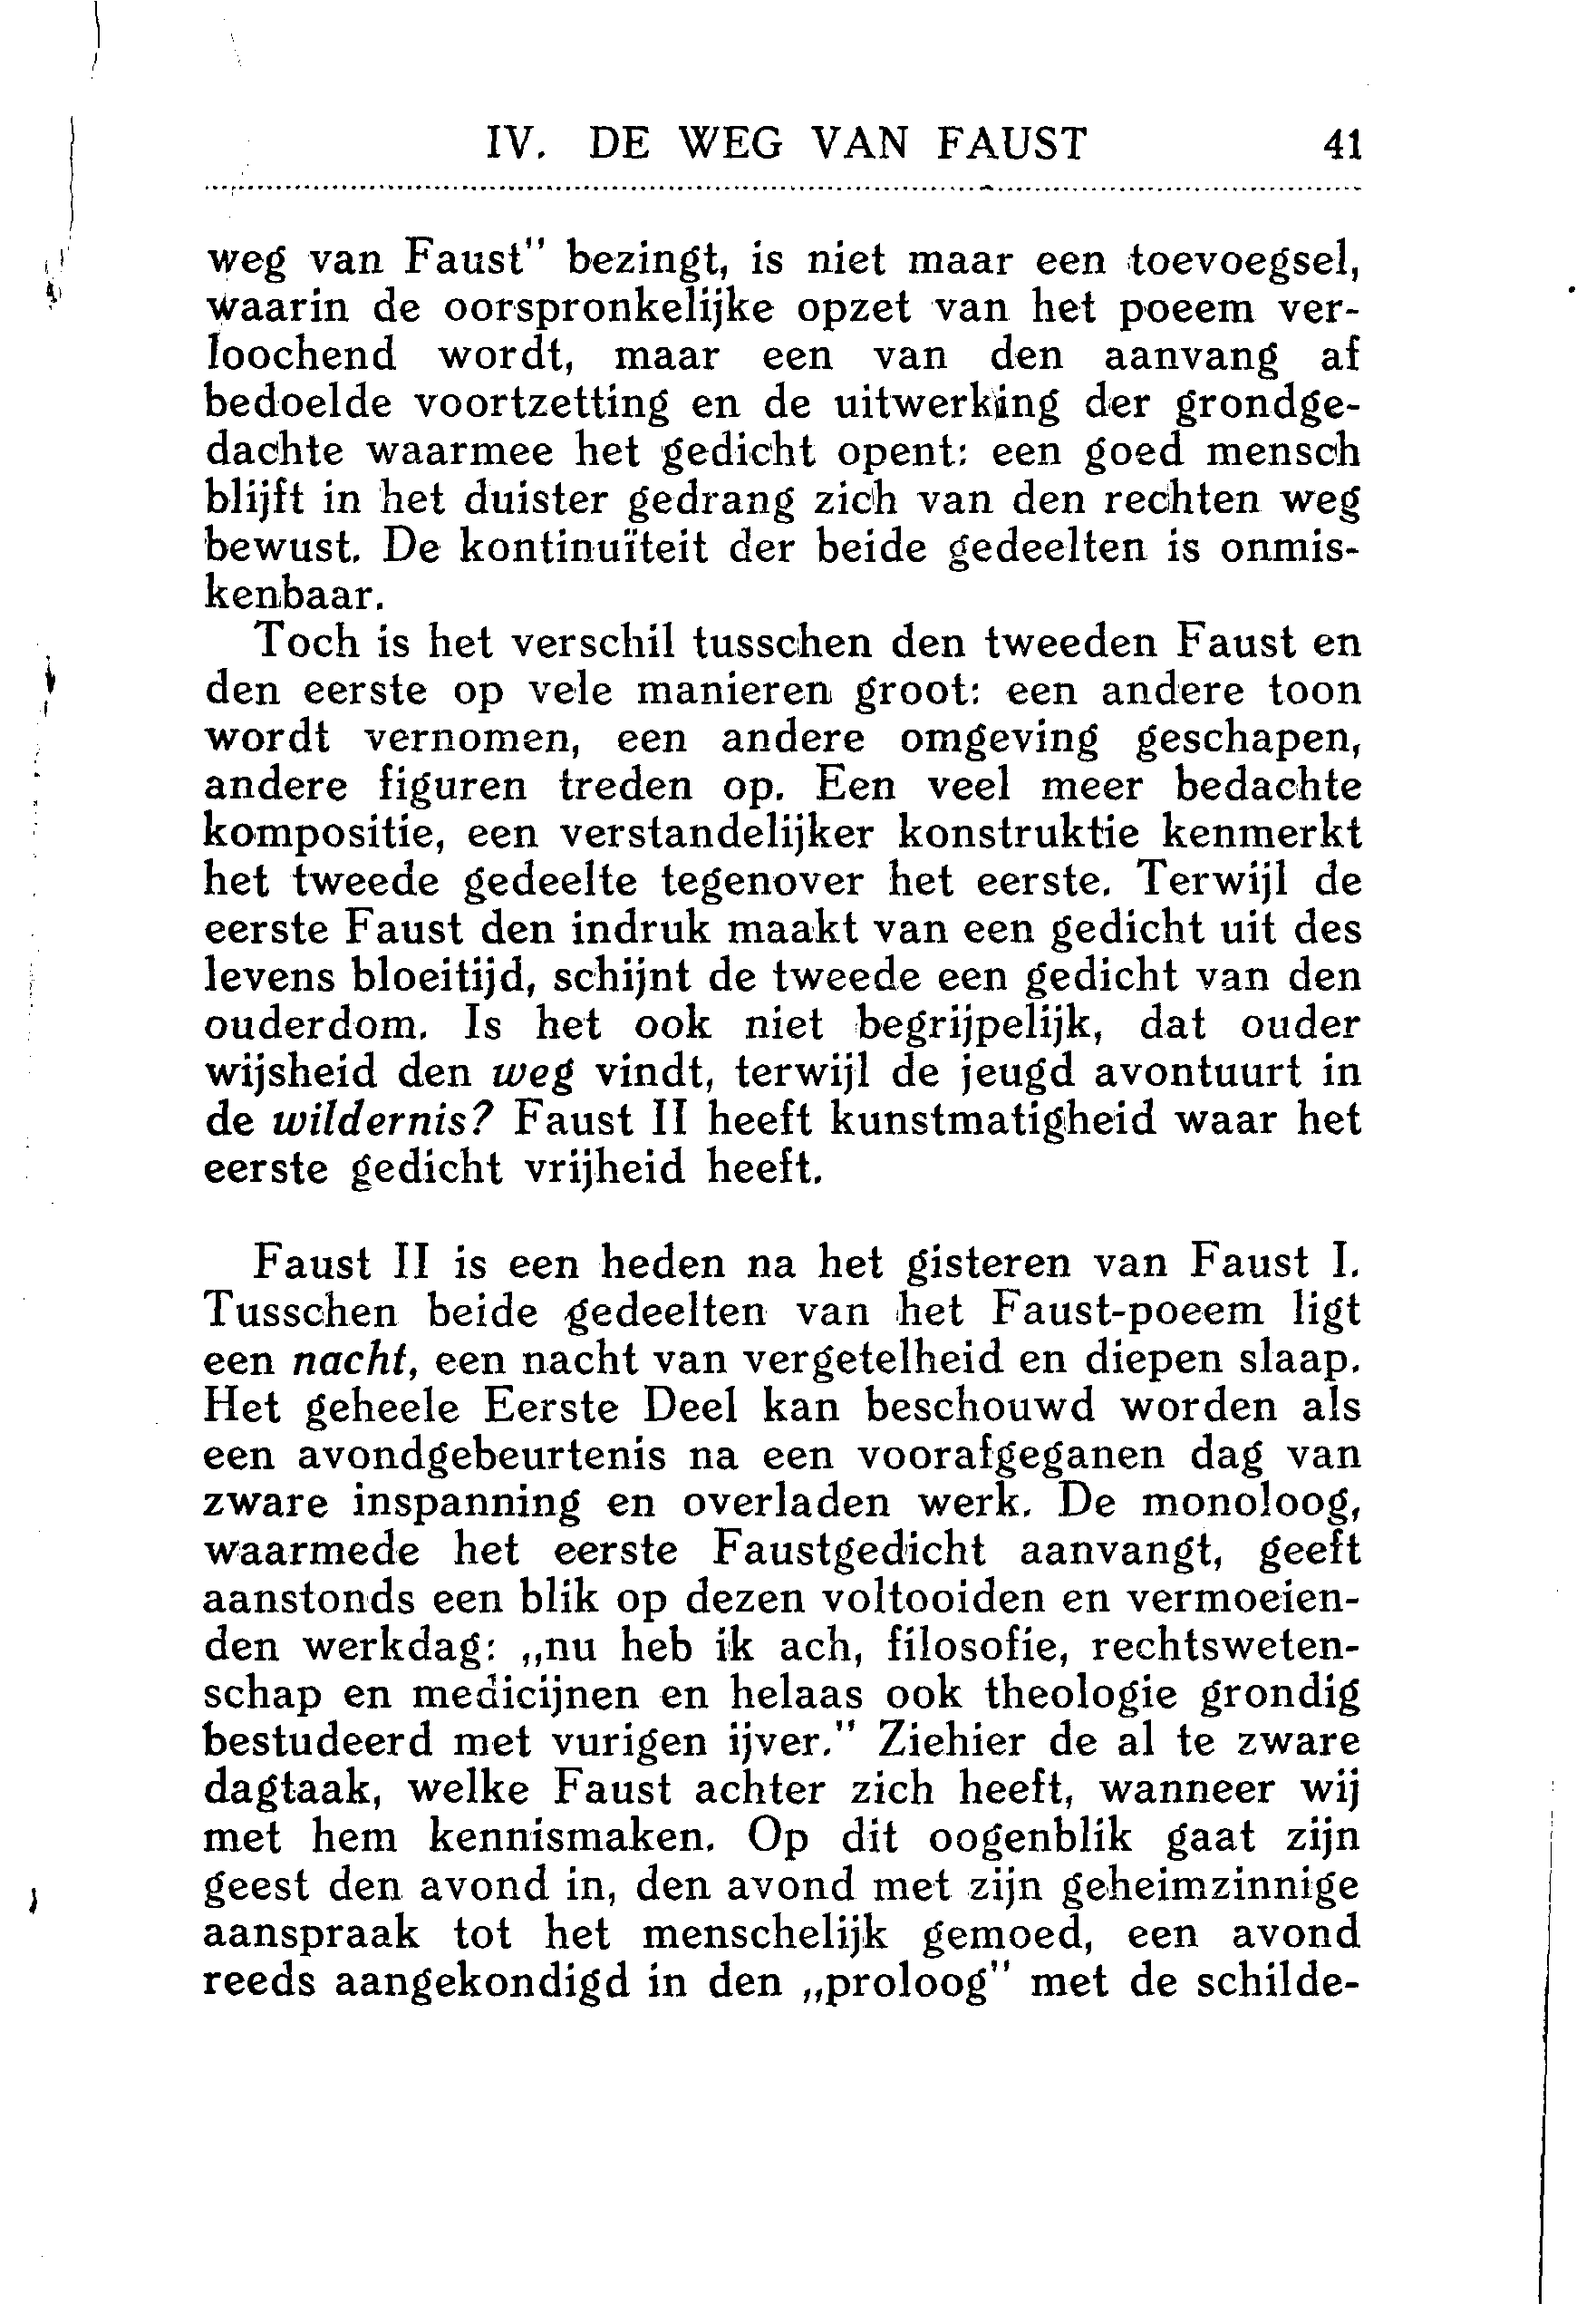 IV. DE WEG VAN FAUST 41
weg van Faust" bezingt, is niet maar een toevoegsel,
waarin de oorspronkelijke opzet van het poeem ver-
loochend wordt, maar een van den aanvang af
bedoelde voortzetting en de uitwerking der grondge-
dachte waarmee het gedicht opent: een goed mensch
blijft in het duister gedrang zich van den rechten weg
bewust. De kontinuïteit der beide gedeelten is onmis-
kenbaar.
Toch is het verschil tusschen den tweeden Faust en
den eerste op vele manieren groot: een andere toon
wordt vernomen, een andere omgeving geschapen,
andere figuren treden op. Een veel meer bedachte
kompositie, een verstandelijker konstruktie kenmerkt
het tweede gedeelte tegenover het eerste. Terwijl de
eerste Faust den indruk maakt van een gedicht uit des
levens bloeitijd, schijnt de tweede een gedicht van den
ouderdom. Is het ook niet begrijpelijk, dat ouder
wijsheid den weg vindt, terwijl de jeugd avontuurt in
de wildernis? Faust II heeft kunstmatigheid waar het
eerste gedicht vrijheid heeft.
Faust II is een heden na het gisteren van Faust I.
Tusschen beide gedeelten van het Faust-poeem ligt
een nacht, een nacht van vergetelheid en diepen slaap.
Het geheele Eerste Deel kan beschouwd worden als
een avondgebeurtenis na een voorafgeganen dag van
zware inspanning en overladen werk. De monoloog,
waarmede het eerste Faustgedicht aanvangt, geeft
aanstonds een blik op dezen voltooiden en vermoeien-
den werkdag: „nu heb ik ach, filosofie, rechtsweten-
schap en medicijnen en helaas ook theologie grondig
bestudeerd met vurigen ijver." Ziehier de al te zware
dagtaak, welke Faust achter zich heeft, wanneer wij
met hem kennismaken. Op dit oogenblik gaat zijn
geest den avond in, den avond met zijn geheimzinnige
aanspraak tot het menschelijk gemoed, een avond
reeds aangekondigd in den „proloog" met de schilde-